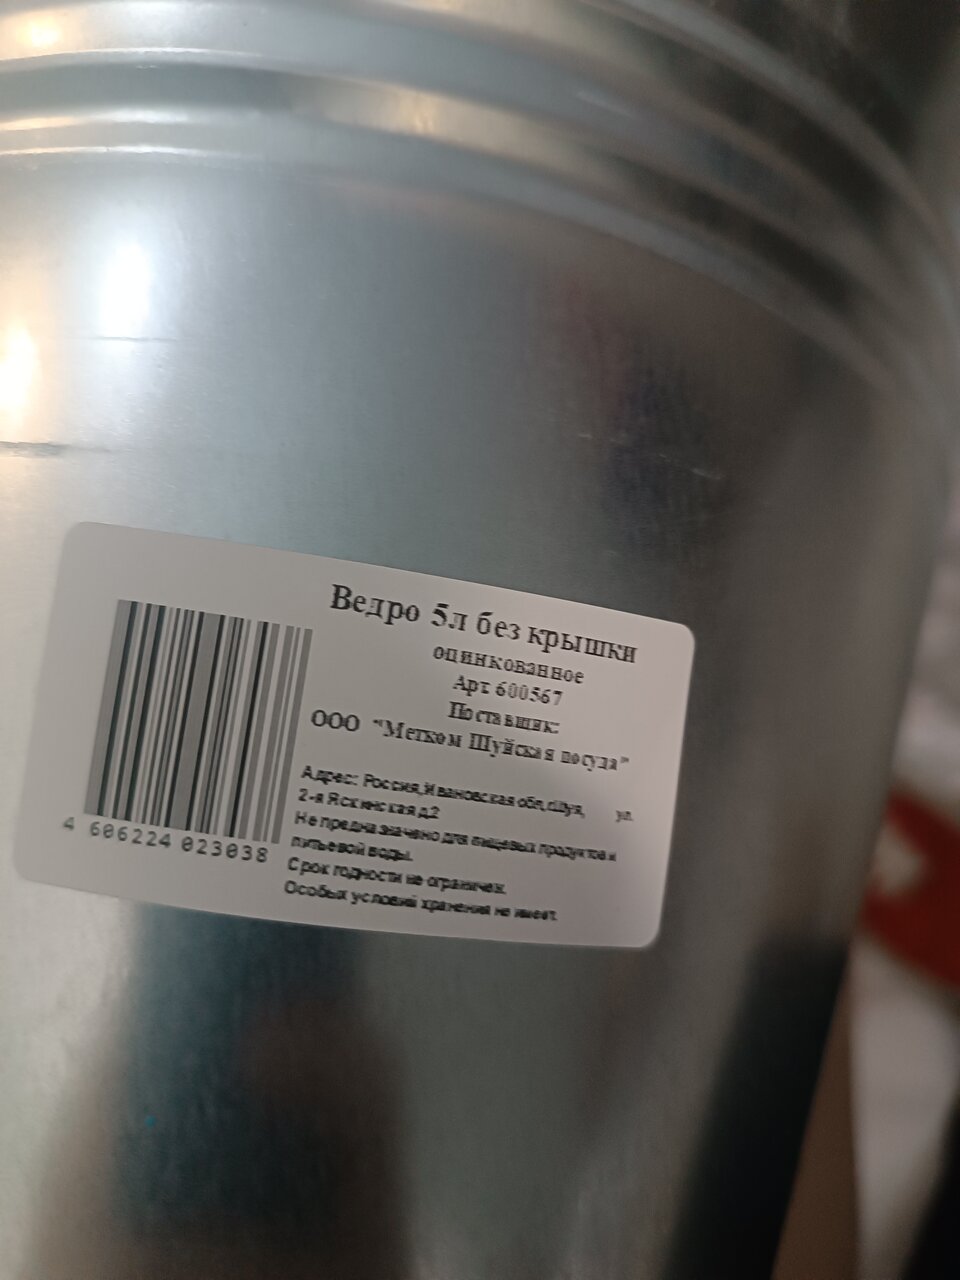 Ведро 5л без крышки
оцинкованное
Арт. 600567
Поставщик:
ООО "Метком Шуйская посуда"
Адрес: Россия, Ивановская обл, г.Шуя, ул.
2-я Яскинская д.2
Не предназначено для пищевых продуктов и
питьевой воды.
Срок годности не ограничен.
Особых условий хранения не имеет.
4 606224 023038